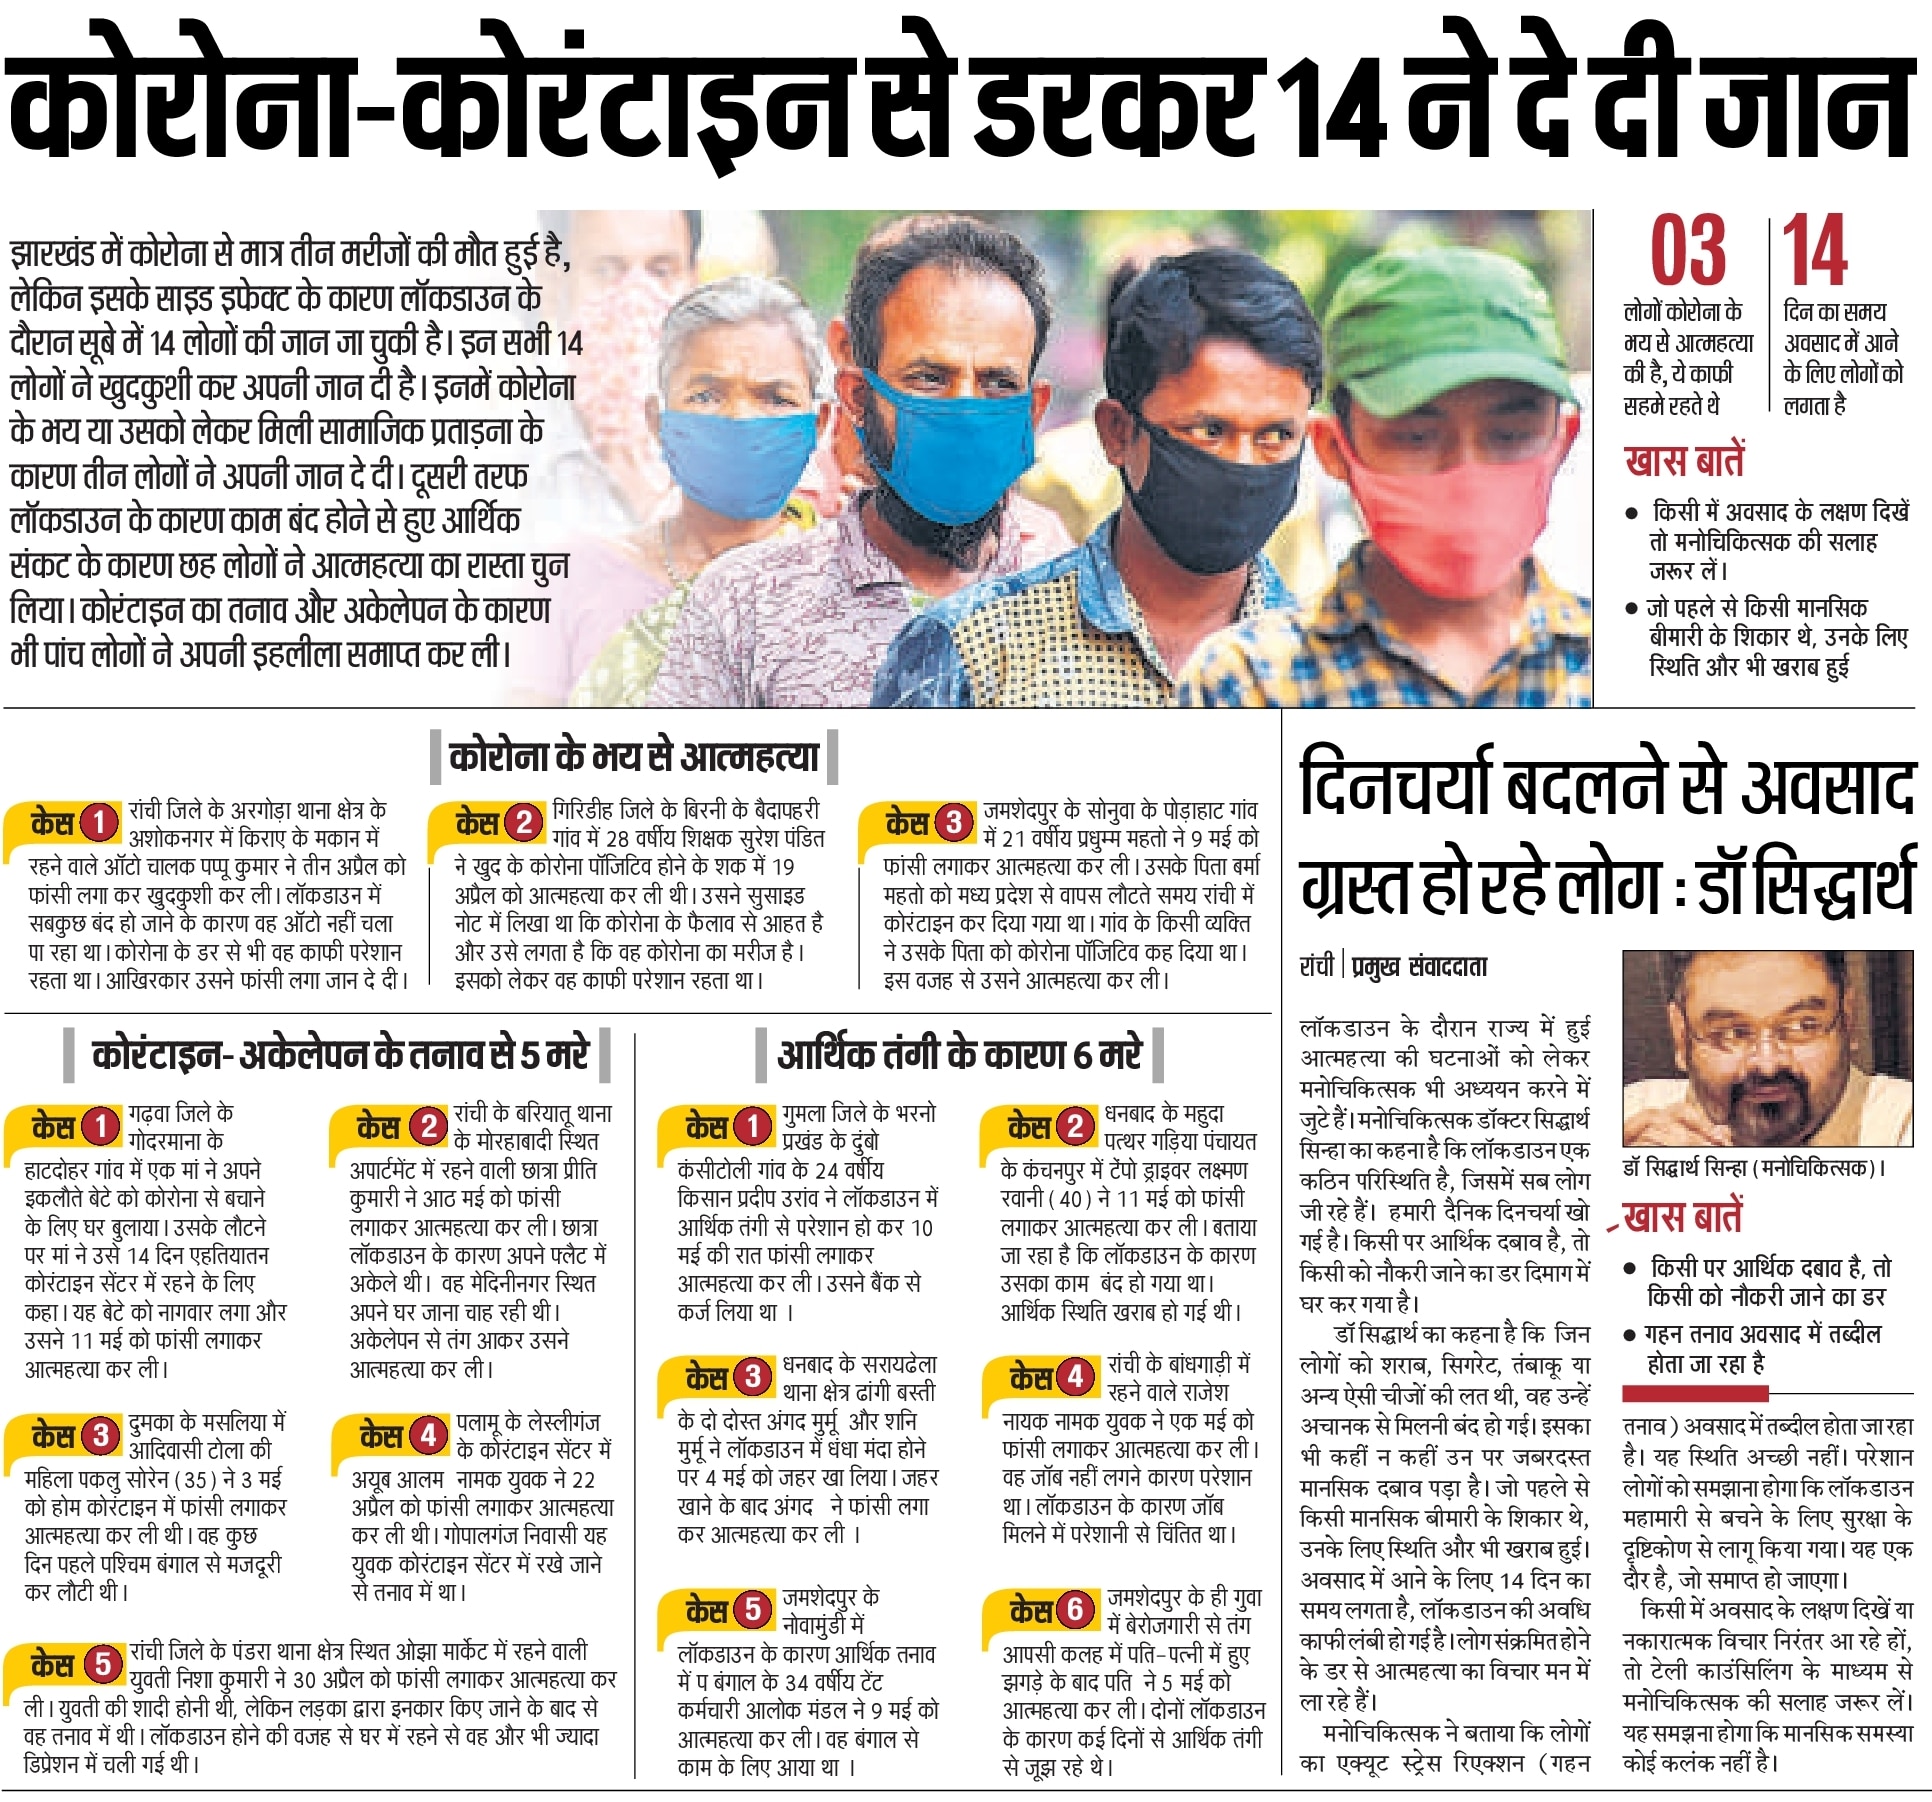 कोरोना-कोरंटाइन से डरकर 14 ने दे दी जान
झारखंड में कोरोना से मात्र तीन मरीजों की मौत हुई है,
लेकिन इसके साइड इफेक्ट के कारण लॉकडाउन के
दौरान सूबे में 14 लोगों की जान जा चुकी है। इन सभी 14
लोगों ने खुदकुशी कर अपनी जान दी है। इनमें कोरोना
के भय या उसको लेकर मिली सामाजिक प्रताड़ना के
कारण तीन लोगों ने अपनी जान दे दी। दूसरी तरफ
लॉकडाउन के कारण काम बंद होने से हुए आर्थिक
संकट के कारण छह लोगों ने आत्महत्या का रास्ता चुन
लिया। कोरंटाइन का तनाव और अकेलेपन के कारण
भी पांच लोगों ने अपनी इहलीला समाप्त कर ली।
03
लोगों कोरोना के
भय से आत्महत्या
की है, ये काफी
सहमे रहते थे
14
दिन का समय
अवसाद में आने
के लिए लोगों को
लगता है
खास बातें
● किसी में अवसाद के लक्षण दिखें
तो मनोचिकित्सक की सलाह
जरूर लें।
● जो पहले से किसी मानसिक
बीमारी के शिकार थे, उनके लिए
स्थिति और भी खराब हुई
कोरोना के भय से आत्महत्या
केस 1 रांची जिले के अरगोड़ा थाना क्षेत्र के
अशोकनगर में किराए के मकान में
रहने वाले ऑटो चालक पप्पू कुमार ने तीन अप्रैल को
फांसी लगा कर खुदकुशी कर ली। लॉकडाउन में
सबकुछ बंद हो जाने के कारण वह ऑटो नहीं चला
पा रहा था। कोरोना के डर से भी वह काफी परेशान
रहता था। आखिरकार उसने फांसी लगा जान दे दी।
केस 2 गिरिडीह जिले के बिरनी के बैदापहरी
गांव में 28 वर्षीय शिक्षक सुरेश पंडित
ने खुद के कोरोना पॉजिटिव होने के शक में 19
अप्रैल को आत्महत्या कर ली थी। उसने सुसाइड
नोट में लिखा था कि कोरोना के फैलाव से आहत है
और उसे लगता है कि वह कोरोना का मरीज है।
इसको लेकर वह काफी परेशान रहता था।
केस 3 जमशेदपुर के सोनुवा के पोड़ाहाट गांव
में 21 वर्षीय प्रधुम्म महतो ने 9 मई को
फांसी लगाकर आत्महत्या कर ली। उसके पिता बर्मा
महतो को मध्य प्रदेश से वापस लौटते समय रांची में
कोरंटाइन कर दिया गया था। गांव के किसी व्यक्ति
ने उसके पिता को कोरोना पॉजिटिव कह दिया था।
इस वजह से उसने आत्महत्या कर ली।
कोरंटाइन- अकेलेपन के तनाव से 5 मरे
केस 1 गढ़वा जिले के
गोदरमाना के
हाटदोहर गांव में एक मां ने अपने
इकलौते बेटे को कोरोना से बचाने
के लिए घर बुलाया। उसके लौटने
पर मां ने उसे 14 दिन एहतियातन
कोरंटाइन सेंटर में रहने के लिए
कहा। यह बेटे को नागवार लगा और
उसने 11 मई को फांसी लगाकर
आत्महत्या कर ली।
केस 2 रांची के बरियातू थाना
के मोरहाबादी स्थित
अपार्टमेंट में रहने वाली छात्रा प्रीति
कुमारी ने आठ मई को फांसी
लगाकर आत्महत्या कर ली। छात्रा
लॉकडाउन के कारण अपने फ्लैट में
अकेले थी। वह मेदिनीनगर स्थित
अपने घर जाना चाह रही थी।
अकेलेपन से तंग आकर उसने
आत्महत्या कर ली।
केस 3 दुमका के मसलिया में
आदिवासी टोला की
महिला पकलु सोरेन (35) ने 3 मई
को होम कोरंटाइन में फांसी लगाकर
आत्महत्या कर ली थी। वह कुछ
दिन पहले पश्चिम बंगाल से मजदूरी
कर लौटी थी।
केस 4 पलामू के लेस्लीगंज
के कोरंटाइन सेंटर में
अयूब आलम नामक युवक ने 22
अप्रैल को फांसी लगाकर आत्महत्या
कर ली थी। गोपालगंज निवासी यह
युवक कोरंटाइन सेंटर में रखे जाने
से तनाव में था।
केस 5 रांची जिले के पंडरा थाना क्षेत्र स्थित ओझा मार्केट में रहने वाली
युवती निशा कुमारी ने 30 अप्रैल को फांसी लगाकर आत्महत्या कर
ली। युवती की शादी होनी थी, लेकिन लड़का द्वारा इनकार किए जाने के बाद से
वह तनाव में थी। लॉकडाउन होने की वजह से घर में रहने से वह और भी ज्यादा
डिप्रेशन में चली गई थी।
आर्थिक तंगी के कारण 6 मरे
केस 1 गुमला जिले के भरनो
प्रखंड के दुंबो
कंसीटोली गांव के 24 वर्षीय
किसान प्रदीप उरांव ने लॉकडाउन में
आर्थिक तंगी से परेशान हो कर 10
मई की रात फांसी लगाकर
आत्महत्या कर ली। उसने बैंक से
कर्ज लिया था ।
केस 2 धनबाद के महुदा
पत्थर गड़िया पंचायत
के कंचनपुर में टेंपो ड्राइवर लक्ष्मण
रवानी (40) ने 11 मई को फांसी
लगाकर आत्महत्या कर ली। बताया
जा रहा है कि लॉकडाउन के कारण
उसका काम बंद हो गया था।
आर्थिक स्थिति खराब हो गई थी।
केस 3 धनबाद के सरायढेला
थाना क्षेत्र ढांगी बस्ती
के दो दोस्त अंगद मुर्मू और शनि
मुर्मू ने लॉकडाउन में धंधा मंदा होने
पर 4 मई को जहर खा लिया। जहर
खाने के बाद अंगद ने फांसी लगा
कर आत्महत्या कर ली ।
केस 4 रांची के बांधगाड़ी में
रहने वाले राजेश
नायक नामक युवक ने एक मई को
फांसी लगाकर आत्महत्या कर ली।
वह जॉब नहीं लगने कारण परेशान
था। लॉकडाउन के कारण जॉब
मिलने में परेशानी से चिंतित था।
केस 5 जमशेदपुर के
नोवामुंडी में
लॉकडाउन के कारण आर्थिक तनाव
में प बंगाल के 34 वर्षीय टेंट
कर्मचारी आलोक मंडल ने 9 मई को
आत्महत्या कर ली। वह बंगाल से
काम के लिए आया था ।
केस 6 जमशेदपुर के ही गुवा
में बेरोजगारी से तंग
आपसी कलह में पति-पत्नी में हुए
झगड़े के बाद पति ने 5 मई को
आत्महत्या कर ली। दोनों लॉकडाउन
के कारण कई दिनों से आर्थिक तंगी
से जूझ रहे थे।
दिनचर्या बदलने से अवसाद
ग्रस्त हो रहे लोग : डॉ सिद्धार्थ
रांची | प्रमुख संवाददाता
लॉकडाउन के दौरान राज्य में हुई
आत्महत्या की घटनाओं को लेकर
मनोचिकित्सक भी अध्ययन करने में
जुटे हैं। मनोचिकित्सक डॉक्टर सिद्धार्थ
सिन्हा का कहना है कि लॉकडाउन एक
कठिन परिस्थिति है, जिसमें सब लोग
जी रहे हैं। हमारी दैनिक दिनचर्या खो
गई है। किसी पर आर्थिक दबाव है, तो
किसी को नौकरी जाने का डर दिमाग में
घर कर गया है।
डॉ सिद्धार्थ का कहना है कि जिन
लोगों को शराब, सिगरेट, तंबाकू या
अन्य ऐसी चीजों की लत थी, वह उन्हें
अचानक से मिलनी बंद हो गई। इसका
भी कहीं न कहीं उन पर जबरदस्त
मानसिक दबाव पड़ा है। जो पहले से
किसी मानसिक बीमारी के शिकार थे,
उनके लिए स्थिति और भी खराब हुई।
अवसाद में आने के लिए 14 दिन का
समय लगता है, लॉकडाउन की अवधि
काफी लंबी हो गई है। लोग संक्रमित होने
के डर से आत्महत्या का विचार मन में
ला रहे हैं।
मनोचिकित्सक ने बताया कि लोगों
का एक्यूट स्ट्रेस रिएक्शन (गहन
डॉ सिद्धार्थ सिन्हा (मनोचिकित्सक)।
खास बातें
● किसी पर आर्थिक दबाव है, तो
किसी को नौकरी जाने का डर
● गहन तनाव अवसाद में तब्दील
होता जा रहा है
तनाव) अवसाद में तब्दील होता जा रहा
है। यह स्थिति अच्छी नहीं। परेशान
लोगों को समझाना होगा कि लॉकडाउन
महामारी से बचने के लिए सुरक्षा के
दृष्टिकोण से लागू किया गया। यह एक
दौर है, जो समाप्त हो जाएगा।
किसी में अवसाद के लक्षण दिखें या
नकारात्मक विचार निरंतर आ रहे हों,
तो टेली काउंसिलिंग के माध्यम से
मनोचिकित्सक की सलाह जरूर लें।
यह समझना होगा कि मानसिक समस्या
कोई कलंक नहीं है।